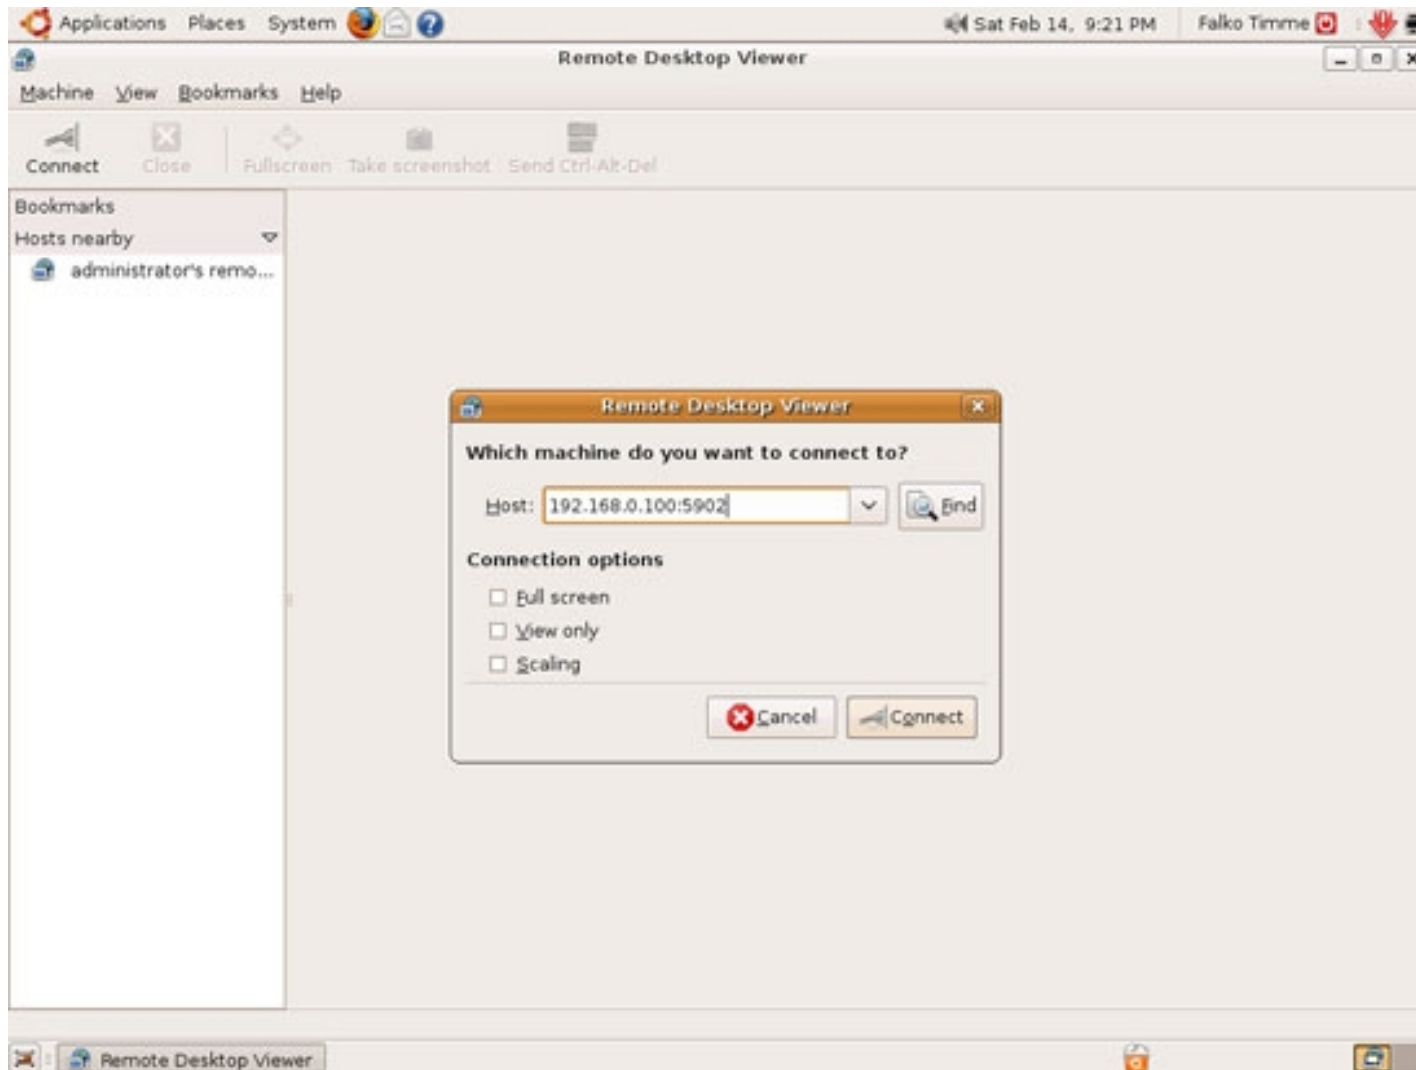 Applications Places System Sat Feb 14, 9:21 PM Falko Timme
Remote Desktop Viewer
Machine View Bookmarks Help
Connect Close Fullscreen Take screenshot Send Ctrl-Alt-Del
Bookmarks
Hosts nearby
administrator's remo...
Remote Desktop Viewer
Which machine do you want to connect to?
Host: 192.168.0.100:5902 Find
Connection options
Full screen
View only
Scaling
Cancel Connect
Remote Desktop Viewer